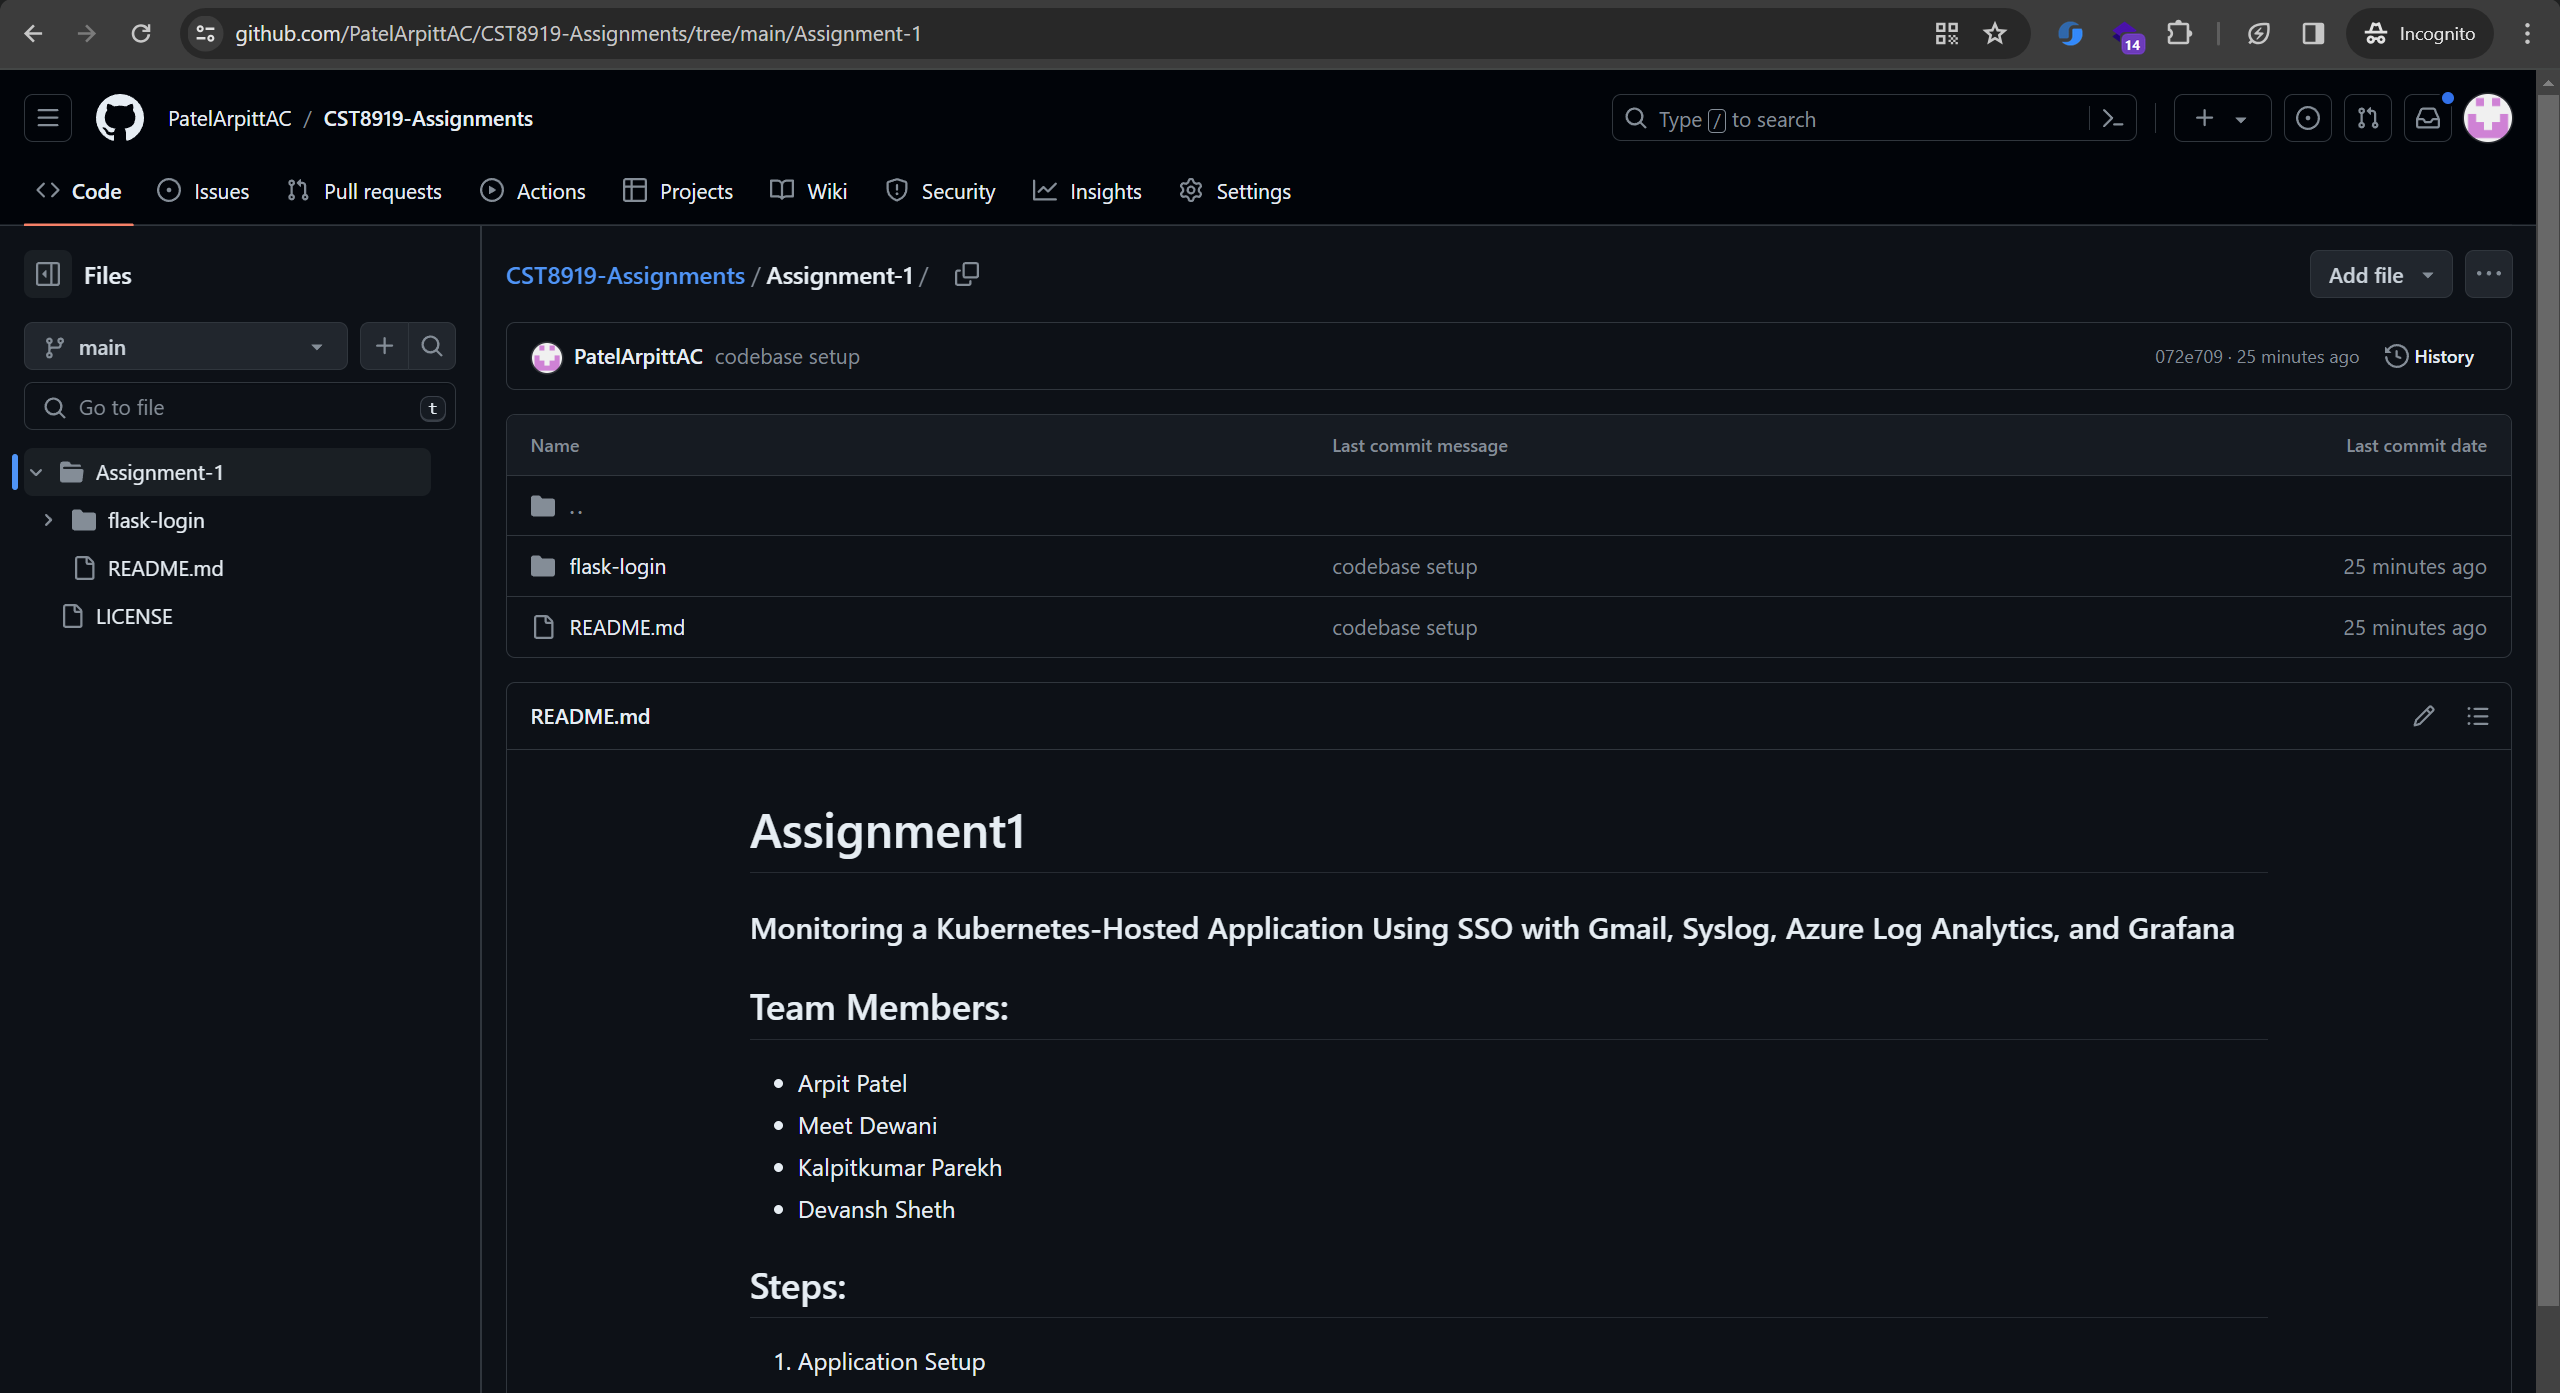 github.com/PatelArpittAC/CST8919-Assignments/tree/main/Assignment-1
14
Incognito
PatelArpittAC / CST8919-Assignments
Type / to search
Code
Issues
Pull requests
Actions
Projects
Wiki
Security
Insights
Settings
Files
main
Go to file
t
Assignment-1
flask-login
README.md
LICENSE
CST8919-Assignments / Assignment-1 /
Add file
PatelArpittAC codebase setup
072e709 · 25 minutes ago
History
Name Last commit message Last commit date
..
flask-login codebase setup 25 minutes ago
README.md codebase setup 25 minutes ago
README.md
Assignment1
Monitoring a Kubernetes-Hosted Application Using SSO with Gmail, Syslog, Azure Log Analytics, and Grafana
Team Members:
• Arpit Patel
• Meet Dewani
• Kalpitkumar Parekh
• Devansh Sheth
Steps:
1. Application Setup